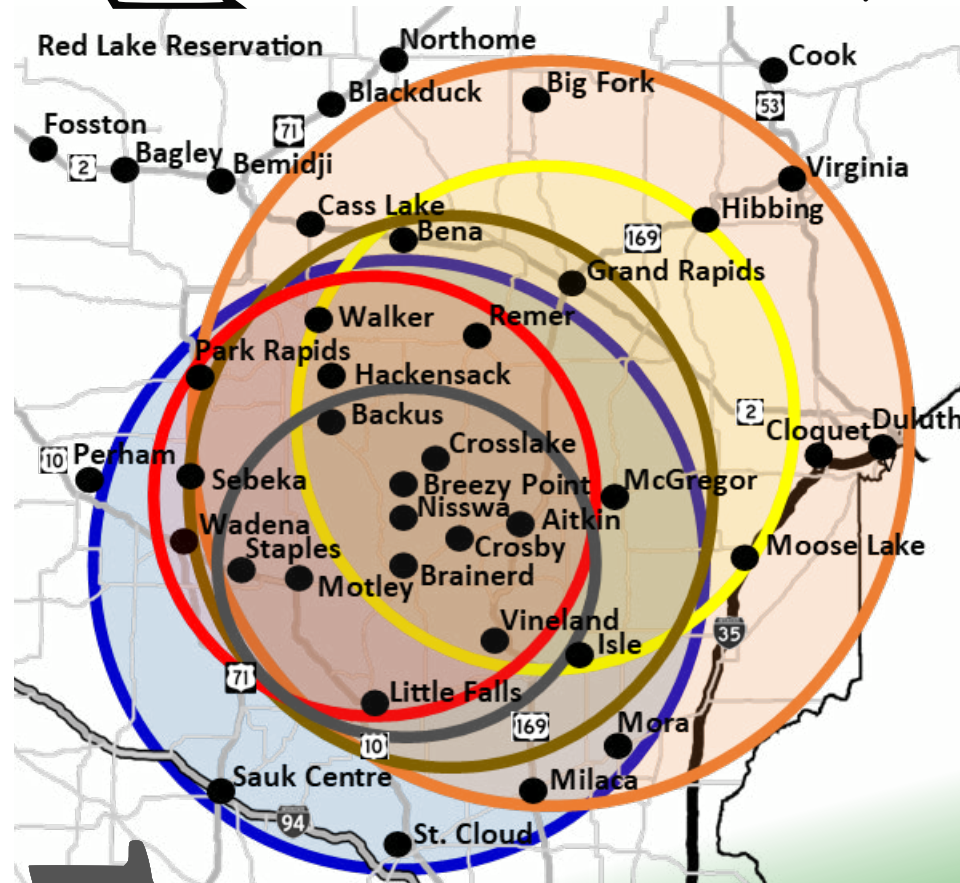 Northome
Red Lake Reservation
Cook
Big Fork
Blackduck
53
Fosston
71
Bagley
2
Bemidji
Virginia
Cass Lake
Hibbing
Bena
169
Grand Rapids
Walker
Remer
Park Rapids
Hackensack
Backus
2
Duluth
Cloquet
Crosslake
10
Perham
Sebeka
Breezy Point
McGregor
Nisswa
Aitkin
Wadena
Crosby
Moose Lake
Staples
Brainerd
Motley
Vineland
35
Isle
71
Little Falls
169
Mora
10
Sauk Centre
Milaca
94
St. Cloud